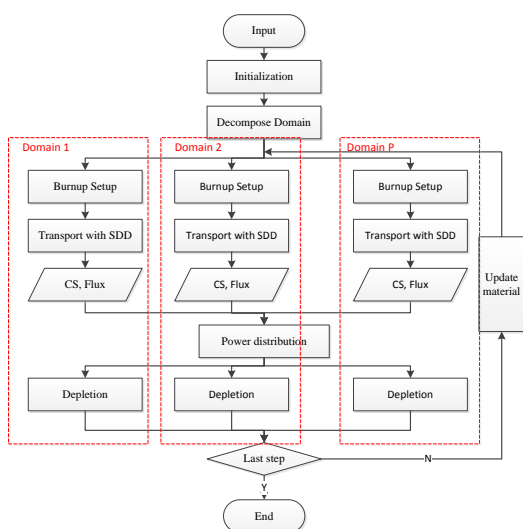 Input
Initialization
Decompose Domain
Domain 1
Domain 2
Domain P
Burnup Setup
Burnup Setup
Burnup Setup
Transport with SDD
Transport with SDD
Transport with SDD
CS, Flux
CS, Flux
CS, Flux
Update
material
Power distribution
Depletion
Depletion
Depletion
Last step
N
Y
End